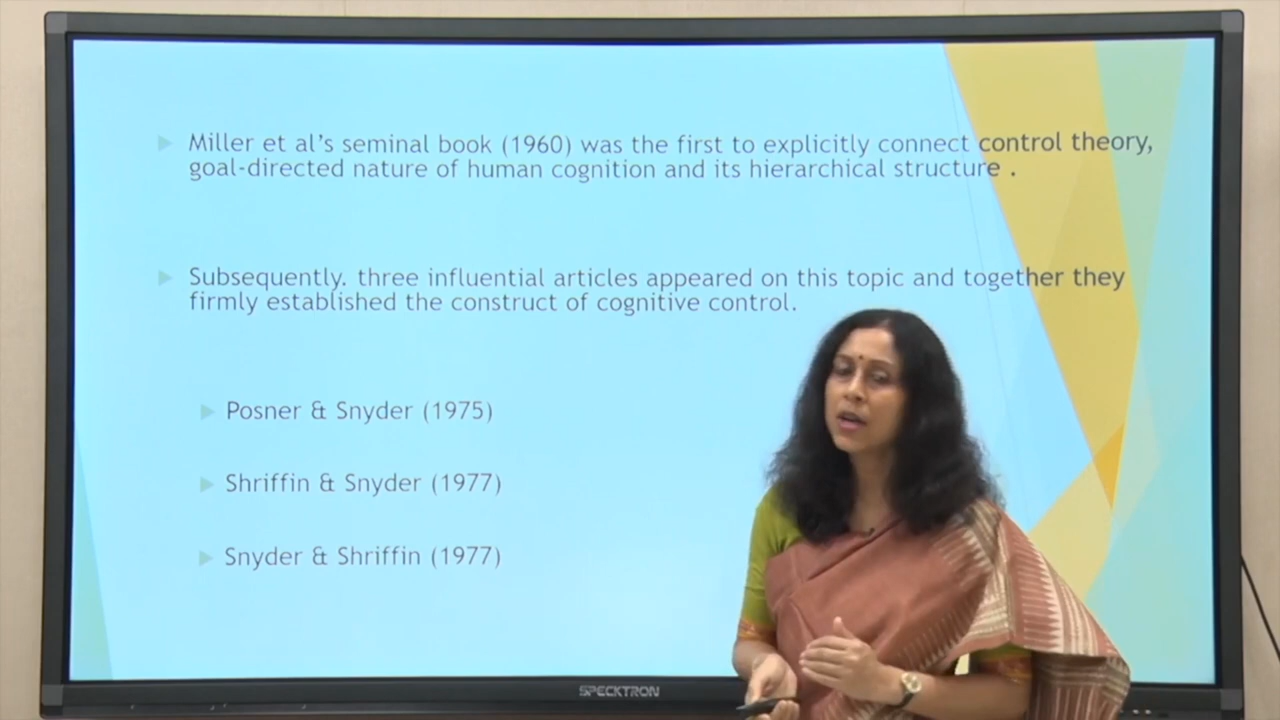 Miller et al's seminal book (1960) was the first to explicitly connect control theory,
goal-directed nature of human cognition and its hierarchical structure .
Subsequently. three influential articles appeared on this topic and together they
firmly established the construct of cognitive control.
Posner & Snyder (1975)
Shriffin & Snyder (1977)
Snyder & Shriffin (1977)
SPECKTRON